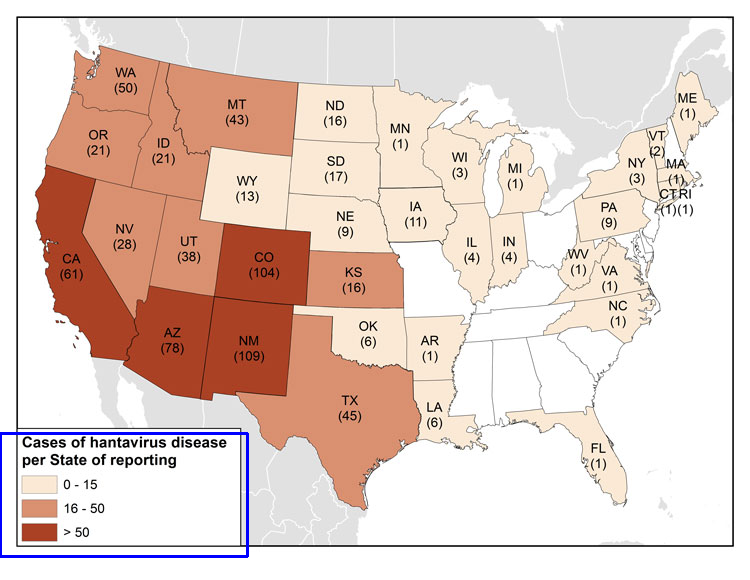 WA
(50)
MT
(43)
ND
(16)
MN
(1)
ME
(1)
OR
(21)
ID
(21)
SD
(17)
WI
(3)
MI
(1)
NY
(3)
VT
(2)
MA
(1)
CT
(1)
RI
(1)
WY
(13)
IA
(11)
NE
(9)
PA
(9)
NV
(28)
UT
(38)
CO
(104)
KS
(16)
IL
(4)
IN
(4)
WV
(1)
VA
(1)
CA
(61)
NC
(1)
AZ
(78)
NM
(109)
OK
(6)
AR
(1)
TX
(45)
LA
(6)
FL
(1)
Cases of hantavirus disease
per State of reporting
0 - 15
16 - 50
> 50